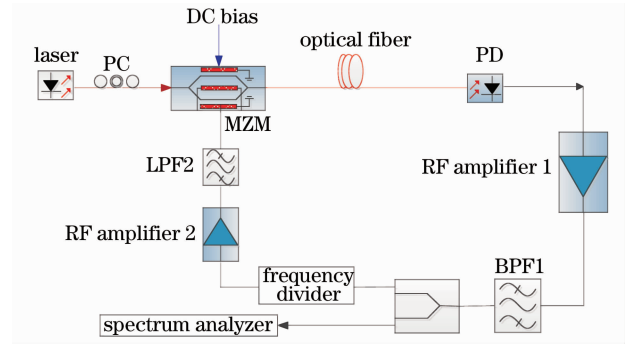 DC bias
laser
PC
optical fiber
PD
MZM
LPF2
RF amplifier 1
RF amplifier 2
BPF1
frequency
divider
spectrum analyzer